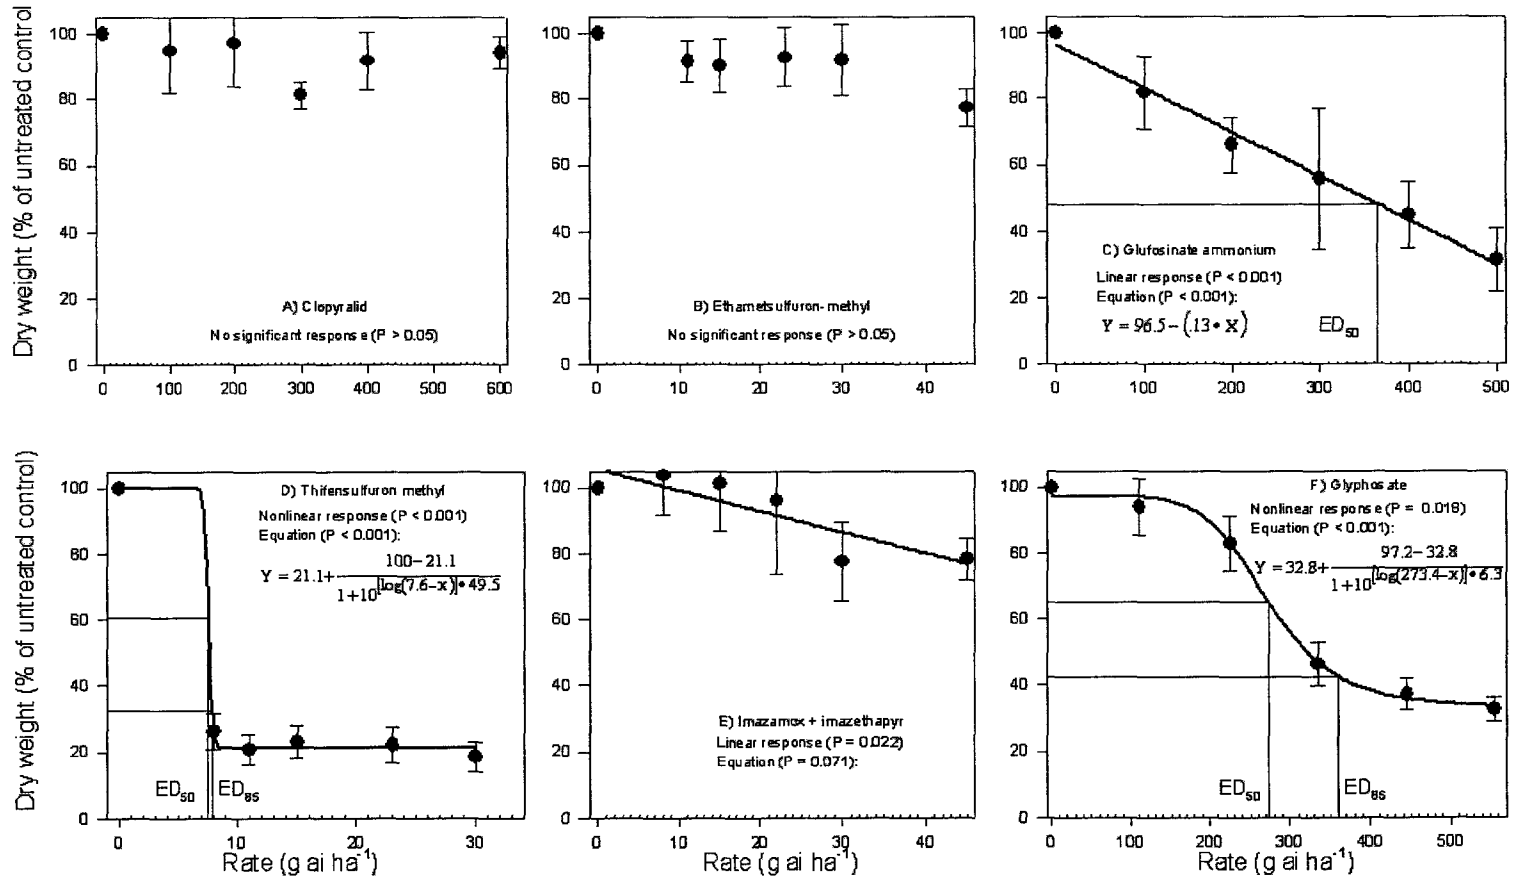 Dry weight (% of untreated control)
100
80
60
40
20
0
A) Clopyralid
No significant response (P > 0.05)
0 100 200 300 400 500 600
100
80
60
40
20
0
B) Ethametsulfuron-methyl
No significant response (P > 0.05)
0 10 20 30 40
100
80
60
40
20
0
C) Glufosinate ammonium
Linear response (P < 0.001)
Equation (P < 0.001):
Y = 96.5 - (.13 • X)
ED50
0 100 200 300 400 500
Dry weight (% of untreated control)
100
80
60
40
20
0
D) Thifensulfuron methyl
Nonlinear response (P < 0.001)
Equation (P < 0.001):
Y = 21.1 + 100 - 21.1
1+10[log(7.6-x)]•49.5
ED50 ED85
0 10 20 30
Rate (g ai ha-1)
100
80
60
40
20
0
E) Imazamox + imazethapyr
Linear response (P = 0.022)
Equation (P = 0.071):
0 10 20 30 40
Rate (g ai ha-1)
100
80
60
40
20
0
F) Glyphosate
Nonlinear response (P = 0.018)
Equation (P < 0.001):
Y = 32.8 + 97.2 - 32.8
1+10[log(273.4-x)]•6.3
ED50 ED85
0 100 200 300 400 500
Rate (g ai ha-1)